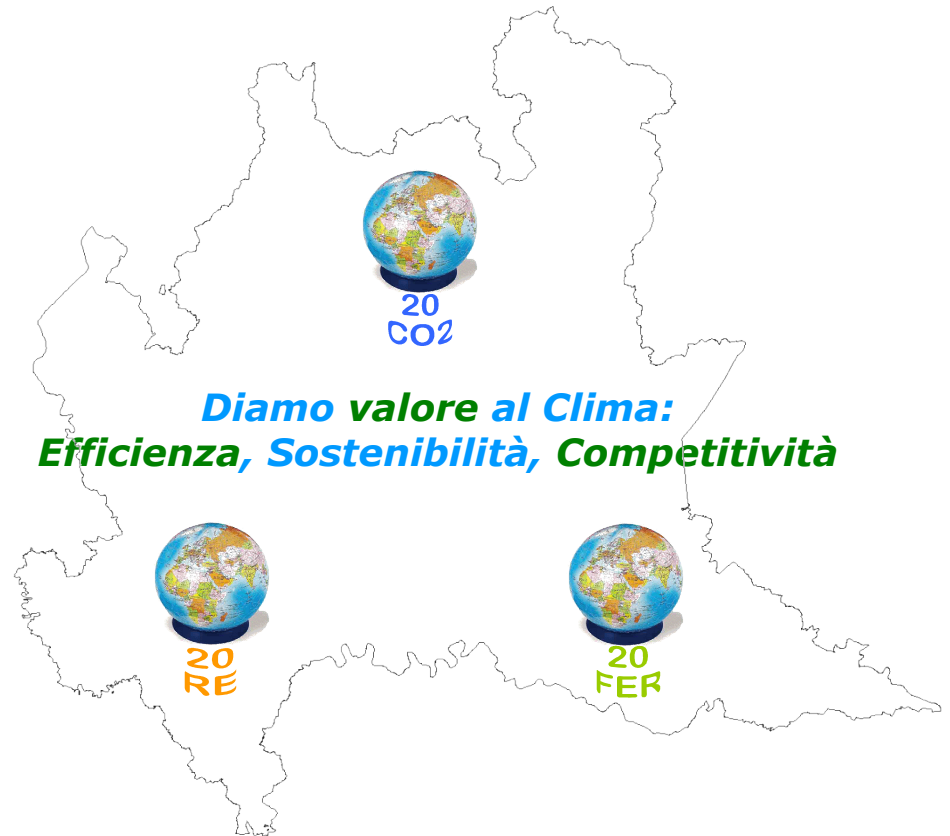 20
CO2
Diamo valore al Clima:
Efficienza, Sostenibilità, Competitività
20
RE
20
FER